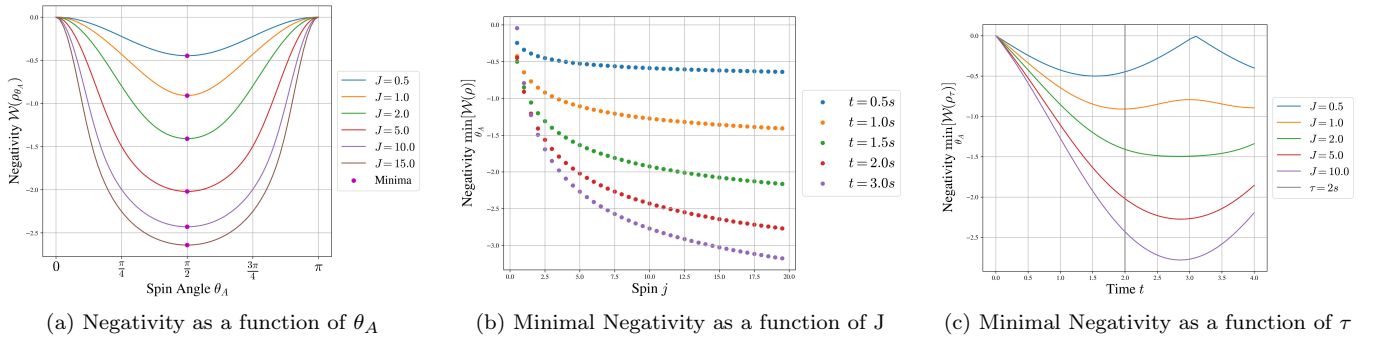 0.0
−0.5
−1.0
−1.5
−2.0
−2.5
Negativity 𝒲(ρ_{θ_A})
0
π/4
π/2
3π/4
π
Spin Angle θ_A
J = 0.5
J = 1.0
J = 2.0
J = 5.0
J = 10.0
J = 15.0
Minima
(a) Negativity as a function of θ_A
0.0
−0.5
−1.0
−1.5
−2.0
−2.5
−3.0
Negativity min_{θ_A}[𝒲(ρ)]
0.0 2.5 5.0 7.5 10.0 12.5 15.0 17.5 20.0
Spin j
t = 0.5s
t = 1.0s
t = 1.5s
t = 2.0s
t = 3.0s
(b) Minimal Negativity as a function of J
0.0
−0.5
−1.0
−1.5
−2.0
−2.5
Negativity min_{θ_A}[𝒲(ρ_τ)]
0.0 0.5 1.0 1.5 2.0 2.5 3.0 3.5 4.0
Time t
J = 0.5
J = 1.0
J = 2.0
J = 5.0
J = 10.0
τ = 2s
(c) Minimal Negativity as a function of τ